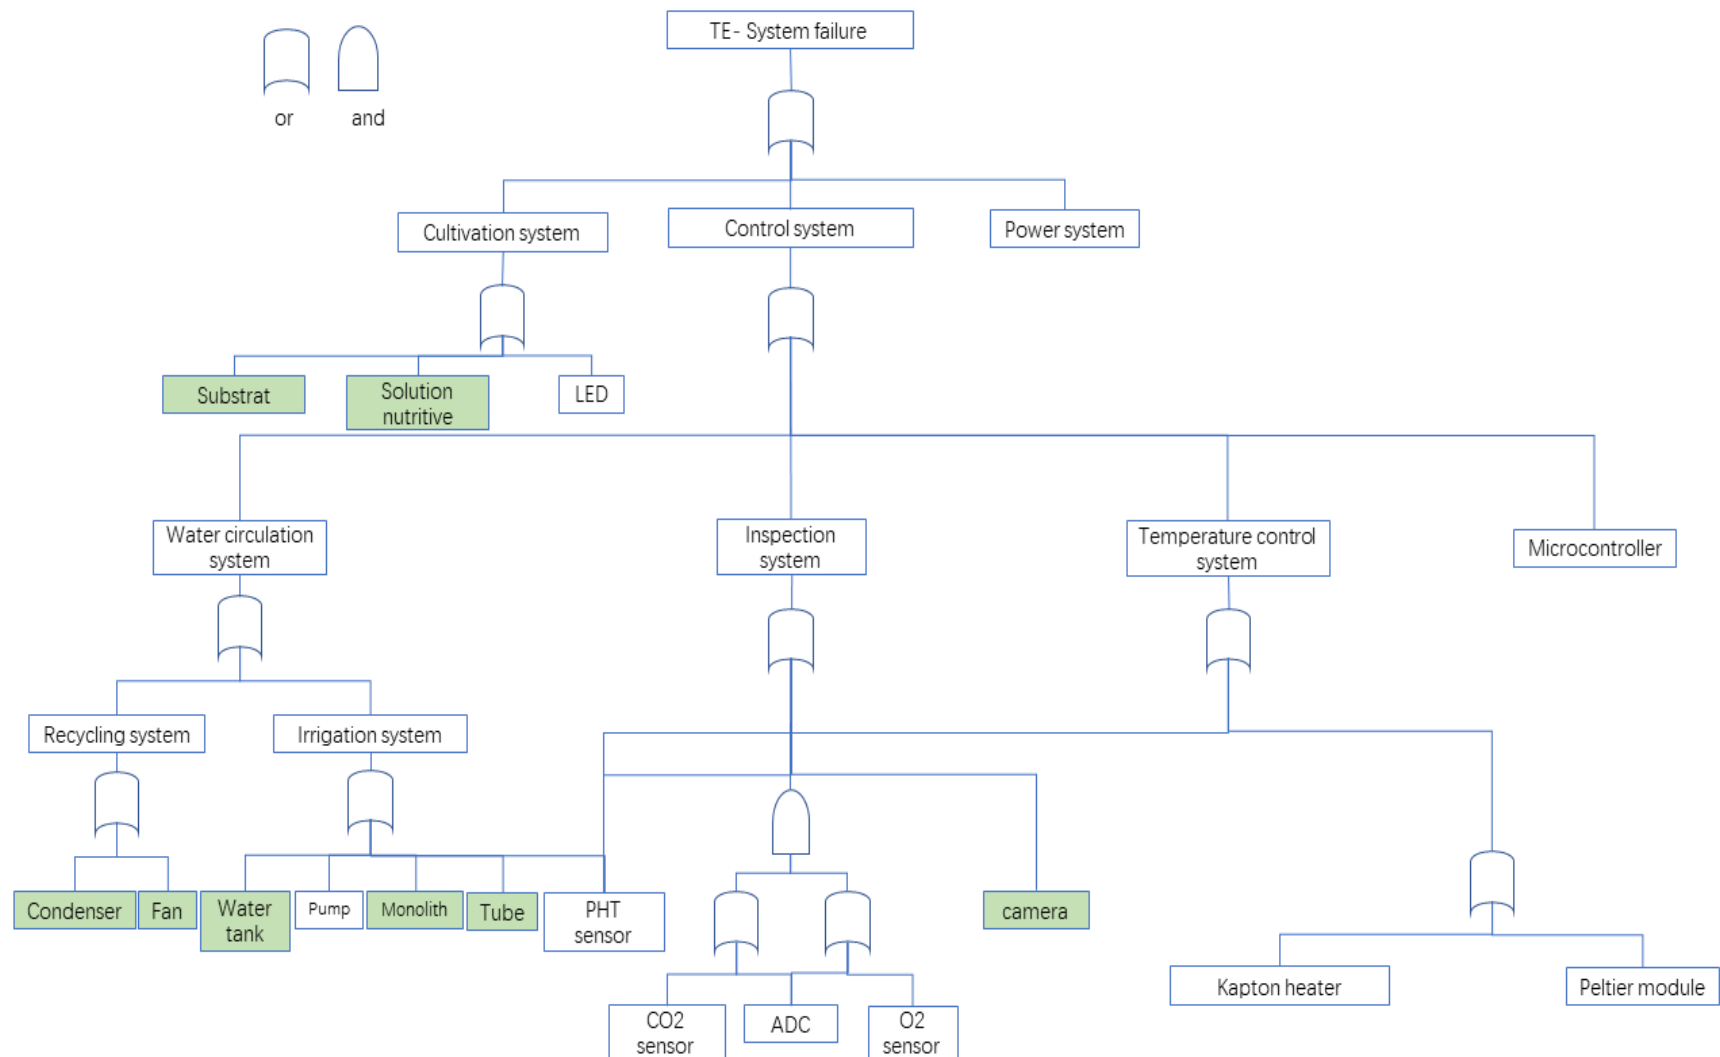 TE- System failure
or
and
Cultivation system
Control system
Power system
Substrat
Solution
nutritive
LED
Water circulation
system
Inspection
system
Temperature control
system
Microcontroller
Recycling system
Irrigation system
Condenser
Fan
Water
tank
Pump
Monolith
Tube
PHT
sensor
camera
CO2
sensor
ADC
O2
sensor
Kapton heater
Peltier module